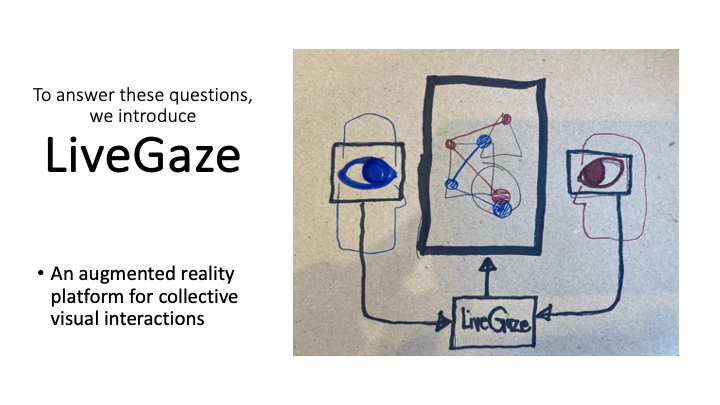 To answer these questions,
we introduce
LiveGaze
• An augmented reality
platform for collective
visual interactions
LiveGaze